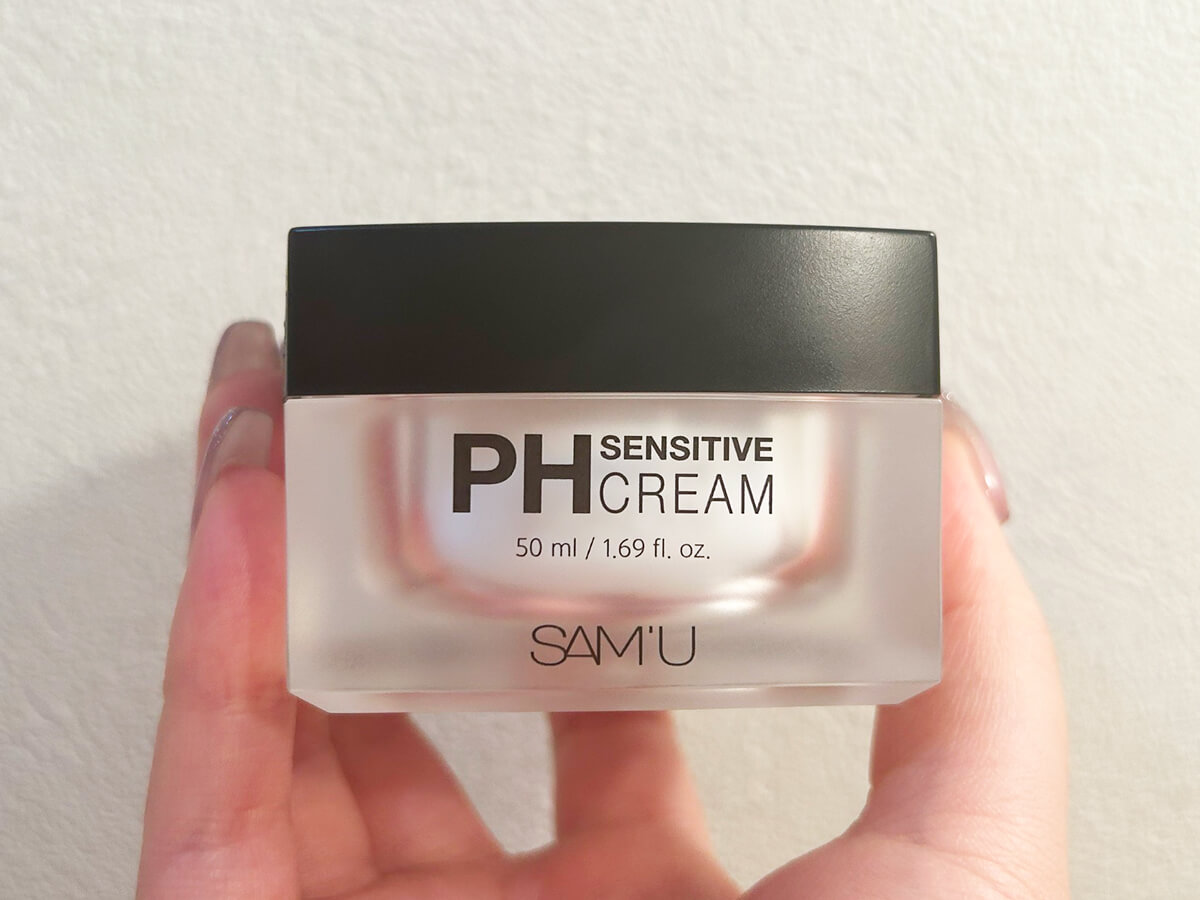 PH SENSITIVE
CREAM
50 ml / 1.69 fl. oz.
SAM'U